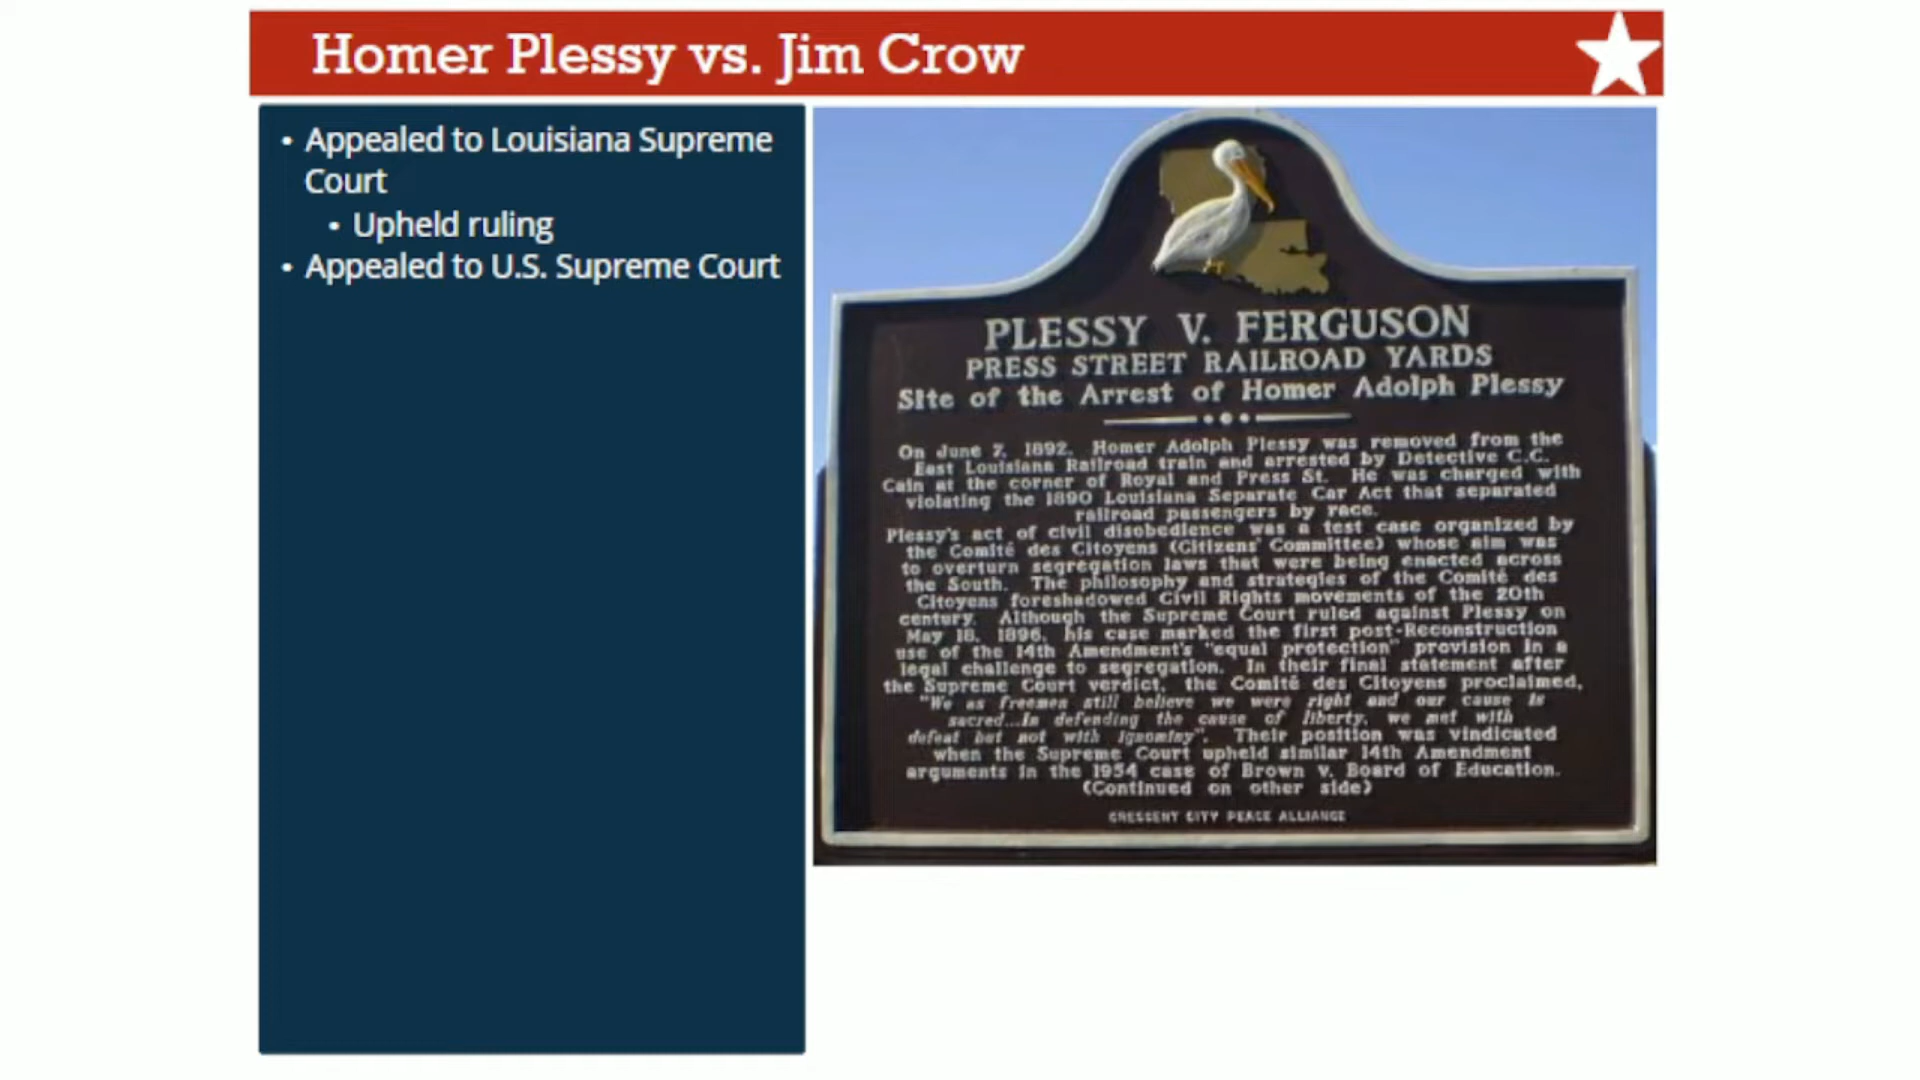 Homer Plessy vs. Jim Crow
• Appealed to Louisiana Supreme
Court
• Upheld ruling
• Appealed to U.S. Supreme Court
PLESSY V. FERGUSON
PRESS STREET RAILROAD YARDS
Site of the Arrest of Homer Adolph Plessy
On June 7, 1892, Homer Adolph Plessy was removed from the
East Louisiana Railroad train and arrested by Detective C.C.
Cain at the corner of Royal and Press St. He was charged with
violating the 1890 Louisiana Separate Car Act that separated
railroad passengers by race.
Plessy's act of civil disobedience was a test case organized by
the Comité des Citoyens (Citizens' Committee) whose aim was
to overturn segregation laws that were being enacted across
the South. The philosophy and strategies of the Comité des
Citoyens foreshadowed Civil Rights movements of the 20th
century. Although the Supreme Court ruled against Plessy on
May 18, 1896, his case marked the first post-Reconstruction
use of the 14th Amendment's "equal protection" provision in a
legal challenge to segregation. In their final statement after
the Supreme Court verdict, the Comité des Citoyens proclaimed,
"We as freemen still believe we were right and our cause is
sacred...In defending the cause of liberty, we met with
defeat but not with ignominy". Their position was vindicated
when the Supreme Court upheld similar 14th Amendment
arguments in the 1954 case of Brown v. Board of Education.
(Continued on other side)
CRESCENT CITY PEACE ALLIANCE